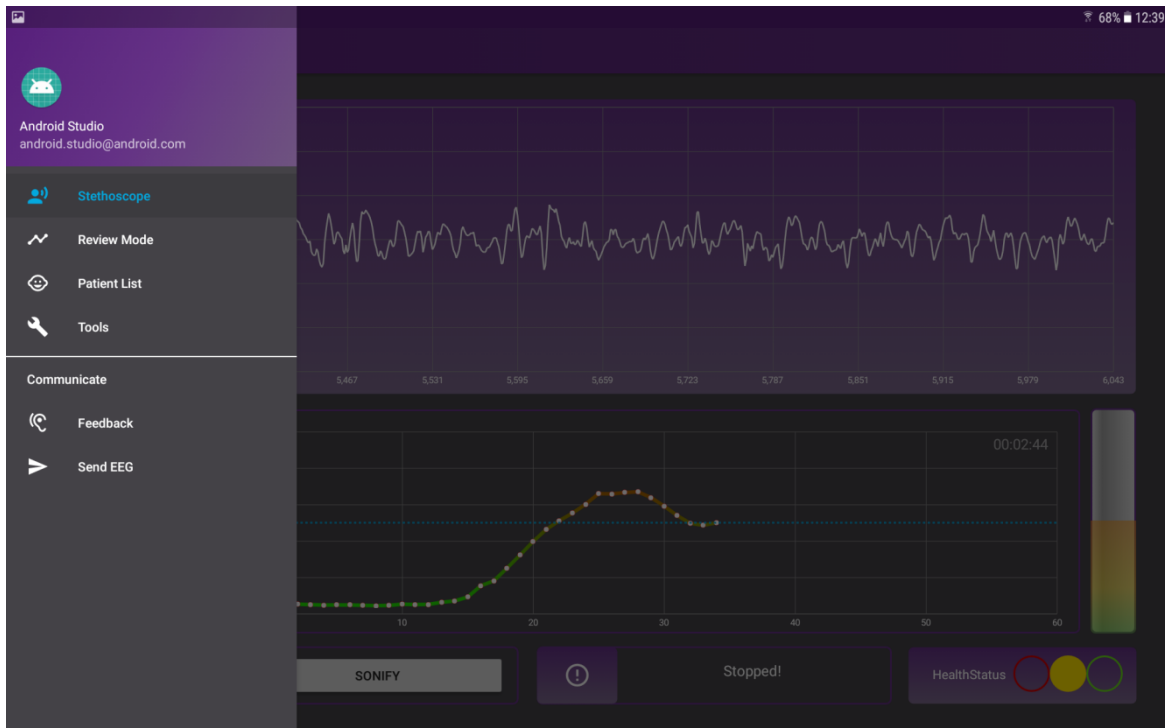 68% 12:39
Android Studio
android.studio@android.com
Stethoscope
Review Mode
Patient List
Tools
Communicate
Feedback
Send EEG
5,467 5,531 5,595 5,659 5,723 5,787 5,851 5,915 5,979 6,043
00:02:44
10 20 30 40 50 60
SONIFY
Stopped!
HealthStatus